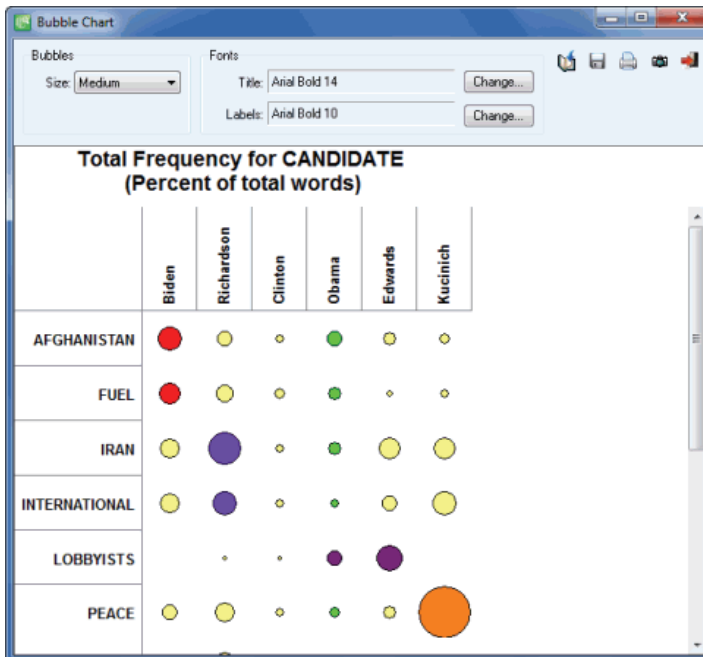 Bubble Chart
Bubbles
Size: Medium
Fonts
Title: Arial Bold 14 Change...
Labels: Arial Bold 10 Change...
Total Frequency for CANDIDATE
(Percent of total words)
Biden Richardson Clinton Obama Edwards Kucinich
AFGHANISTAN
FUEL
IRAN
INTERNATIONAL
LOBBYISTS
PEACE